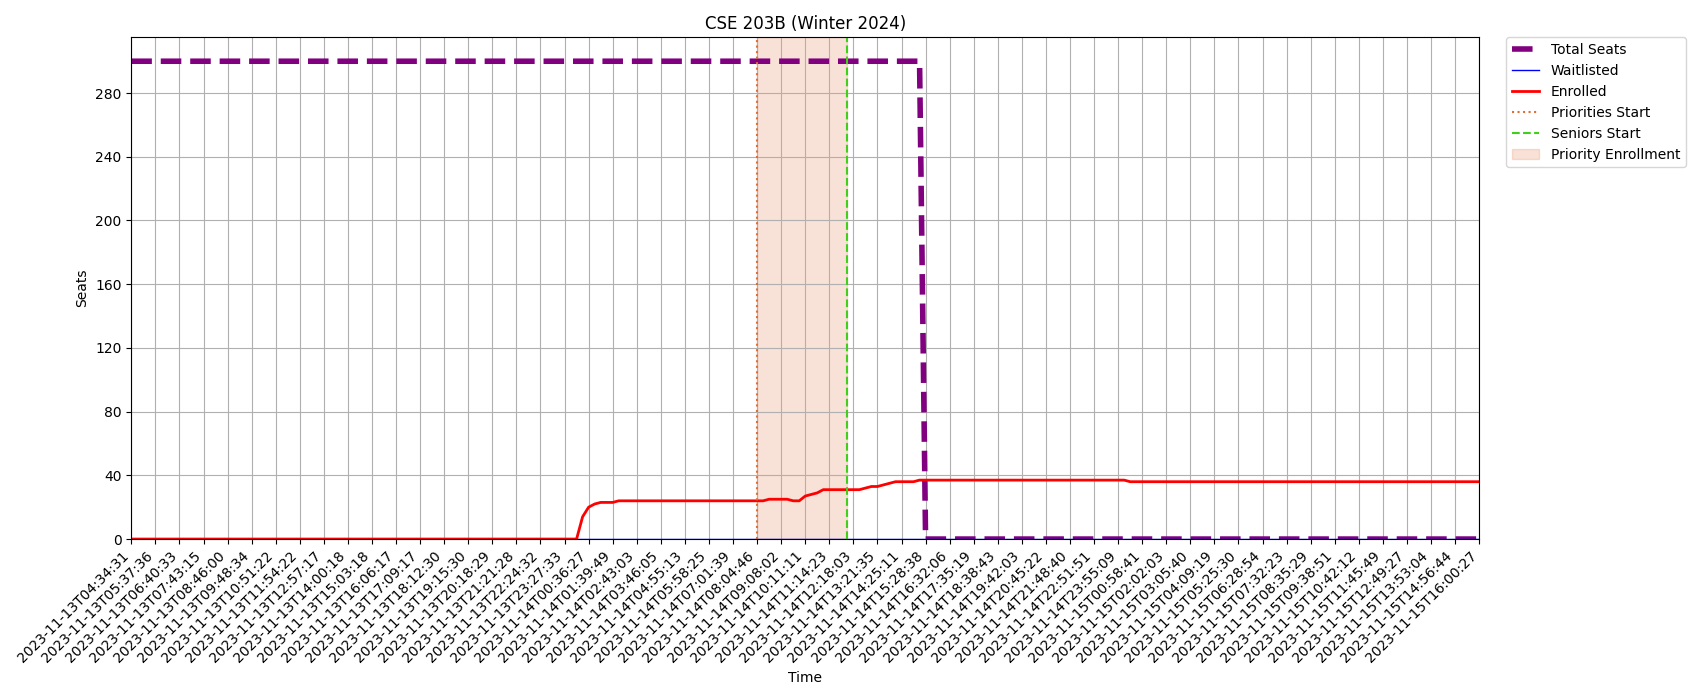 CSE 203B (Winter 2024)
Total Seats
Waitlisted
Enrolled
Priorities Start
Seniors Start
Priority Enrollment
Seats
280
240
200
160
120
80
40
0
2023-11-13T04:34:31
2023-11-13T05:37:36
2023-11-13T06:40:33
2023-11-13T07:43:15
2023-11-13T08:46:00
2023-11-13T09:48:34
2023-11-13T10:51:22
2023-11-13T11:54:22
2023-11-13T12:57:17
2023-11-13T14:00:18
2023-11-13T15:03:18
2023-11-13T16:06:17
2023-11-13T17:09:17
2023-11-13T18:12:30
2023-11-13T19:15:30
2023-11-13T20:18:29
2023-11-13T21:21:28
2023-11-13T22:24:32
2023-11-13T23:27:33
2023-11-14T00:36:27
2023-11-14T01:39:49
2023-11-14T02:43:03
2023-11-14T03:46:05
2023-11-14T04:55:13
2023-11-14T05:58:25
2023-11-14T07:01:39
2023-11-14T08:04:46
2023-11-14T09:08:02
2023-11-14T10:11:11
2023-11-14T11:14:23
2023-11-14T12:18:03
2023-11-14T13:21:35
2023-11-14T14:25:11
2023-11-14T15:28:38
2023-11-14T16:32:06
2023-11-14T17:35:19
2023-11-14T18:38:43
2023-11-14T19:42:03
2023-11-14T20:45:22
2023-11-14T21:48:40
2023-11-14T22:51:51
2023-11-14T23:55:09
2023-11-15T00:58:41
2023-11-15T02:02:03
2023-11-15T03:05:40
2023-11-15T04:09:19
2023-11-15T05:25:30
2023-11-15T06:28:54
2023-11-15T07:32:23
2023-11-15T08:35:29
2023-11-15T09:38:51
2023-11-15T10:42:12
2023-11-15T11:45:49
2023-11-15T12:49:27
2023-11-15T13:53:04
2023-11-15T14:56:44
2023-11-15T16:00:27
Time